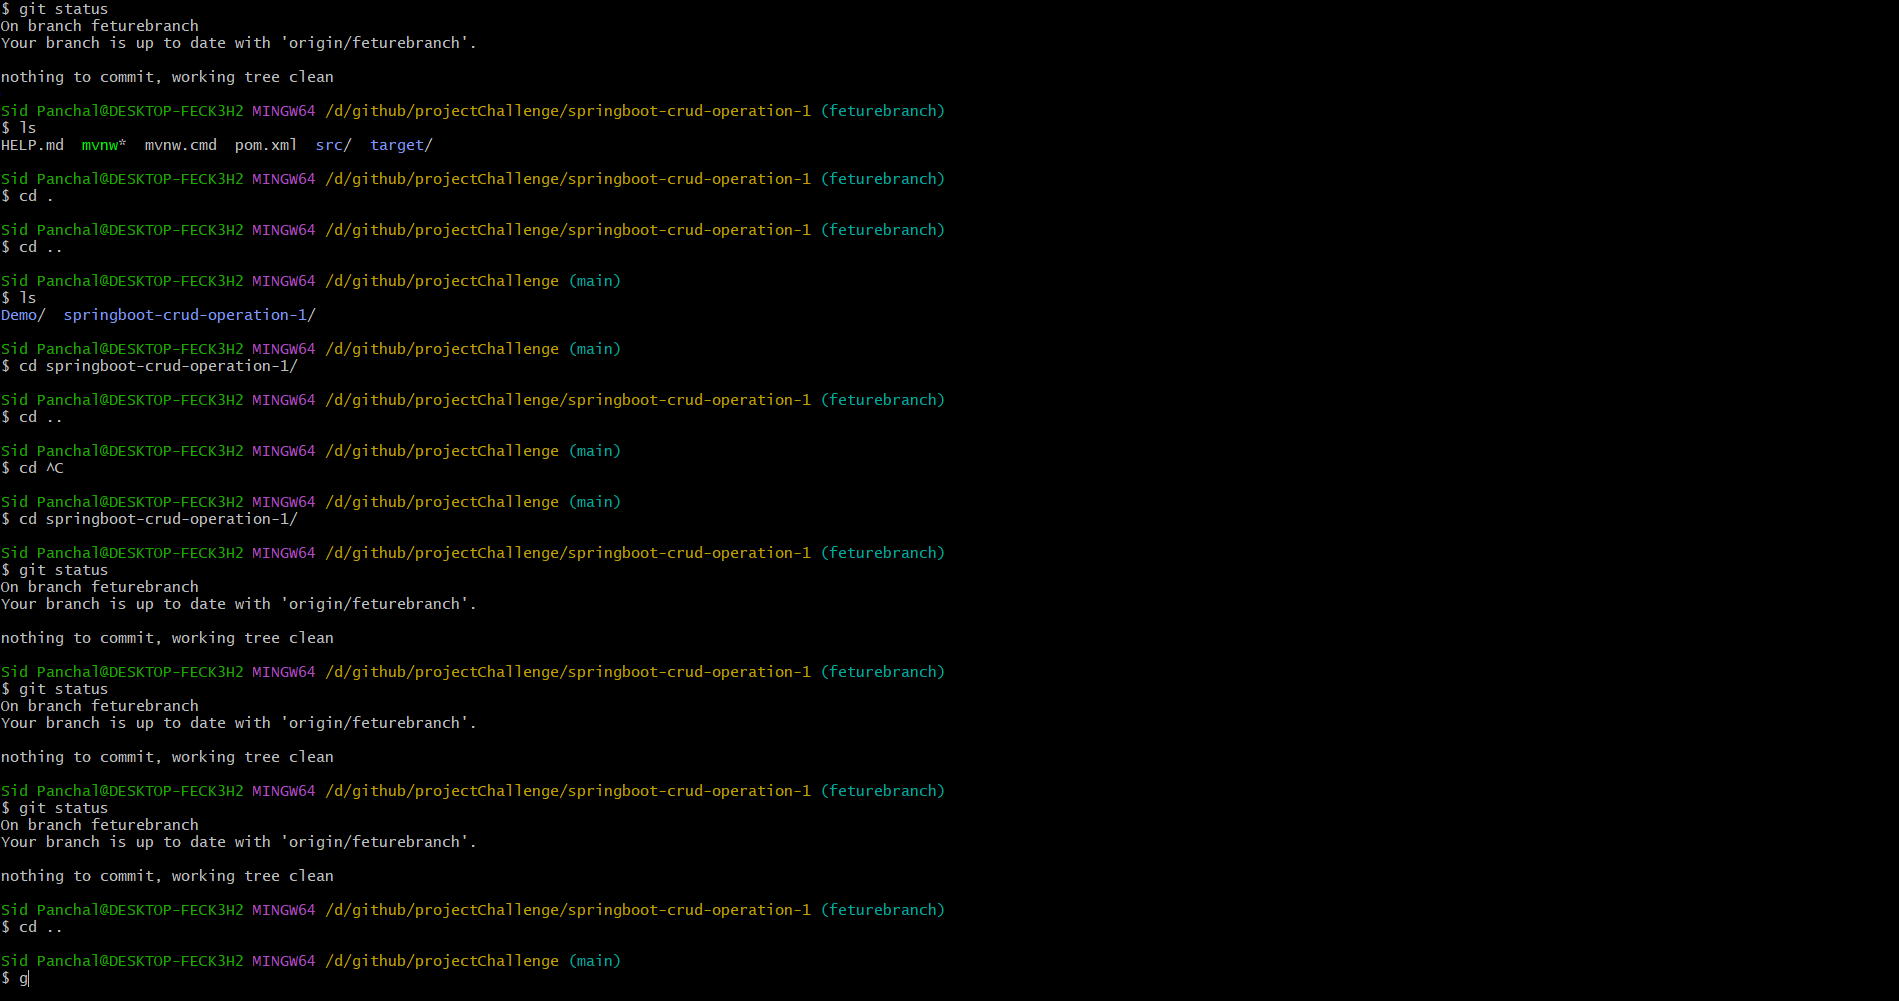 $ git status
On branch feturebranch
Your branch is up to date with 'origin/feturebranch'.
nothing to commit, working tree clean
Sid Panchal@DESKTOP-FECK3H2 MINGW64 /d/github/projectChallenge/springboot-crud-operation-1 (feturebranch)
$ ls
HELP.md  mvnw*  mvnw.cmd  pom.xml  src/  target/
Sid Panchal@DESKTOP-FECK3H2 MINGW64 /d/github/projectChallenge/springboot-crud-operation-1 (feturebranch)
$ cd .
Sid Panchal@DESKTOP-FECK3H2 MINGW64 /d/github/projectChallenge/springboot-crud-operation-1 (feturebranch)
$ cd ..
Sid Panchal@DESKTOP-FECK3H2 MINGW64 /d/github/projectChallenge (main)
$ ls
Demo/  springboot-crud-operation-1/
Sid Panchal@DESKTOP-FECK3H2 MINGW64 /d/github/projectChallenge (main)
$ cd springboot-crud-operation-1/
Sid Panchal@DESKTOP-FECK3H2 MINGW64 /d/github/projectChallenge/springboot-crud-operation-1 (feturebranch)
$ cd ..
Sid Panchal@DESKTOP-FECK3H2 MINGW64 /d/github/projectChallenge (main)
$ cd ^C
Sid Panchal@DESKTOP-FECK3H2 MINGW64 /d/github/projectChallenge (main)
$ cd springboot-crud-operation-1/
Sid Panchal@DESKTOP-FECK3H2 MINGW64 /d/github/projectChallenge/springboot-crud-operation-1 (feturebranch)
$ git status
On branch feturebranch
Your branch is up to date with 'origin/feturebranch'.
nothing to commit, working tree clean
Sid Panchal@DESKTOP-FECK3H2 MINGW64 /d/github/projectChallenge/springboot-crud-operation-1 (feturebranch)
$ git status
On branch feturebranch
Your branch is up to date with 'origin/feturebranch'.
nothing to commit, working tree clean
Sid Panchal@DESKTOP-FECK3H2 MINGW64 /d/github/projectChallenge/springboot-crud-operation-1 (feturebranch)
$ git status
On branch feturebranch
Your branch is up to date with 'origin/feturebranch'.
nothing to commit, working tree clean
Sid Panchal@DESKTOP-FECK3H2 MINGW64 /d/github/projectChallenge/springboot-crud-operation-1 (feturebranch)
$ cd ..
Sid Panchal@DESKTOP-FECK3H2 MINGW64 /d/github/projectChallenge (main)
$ g